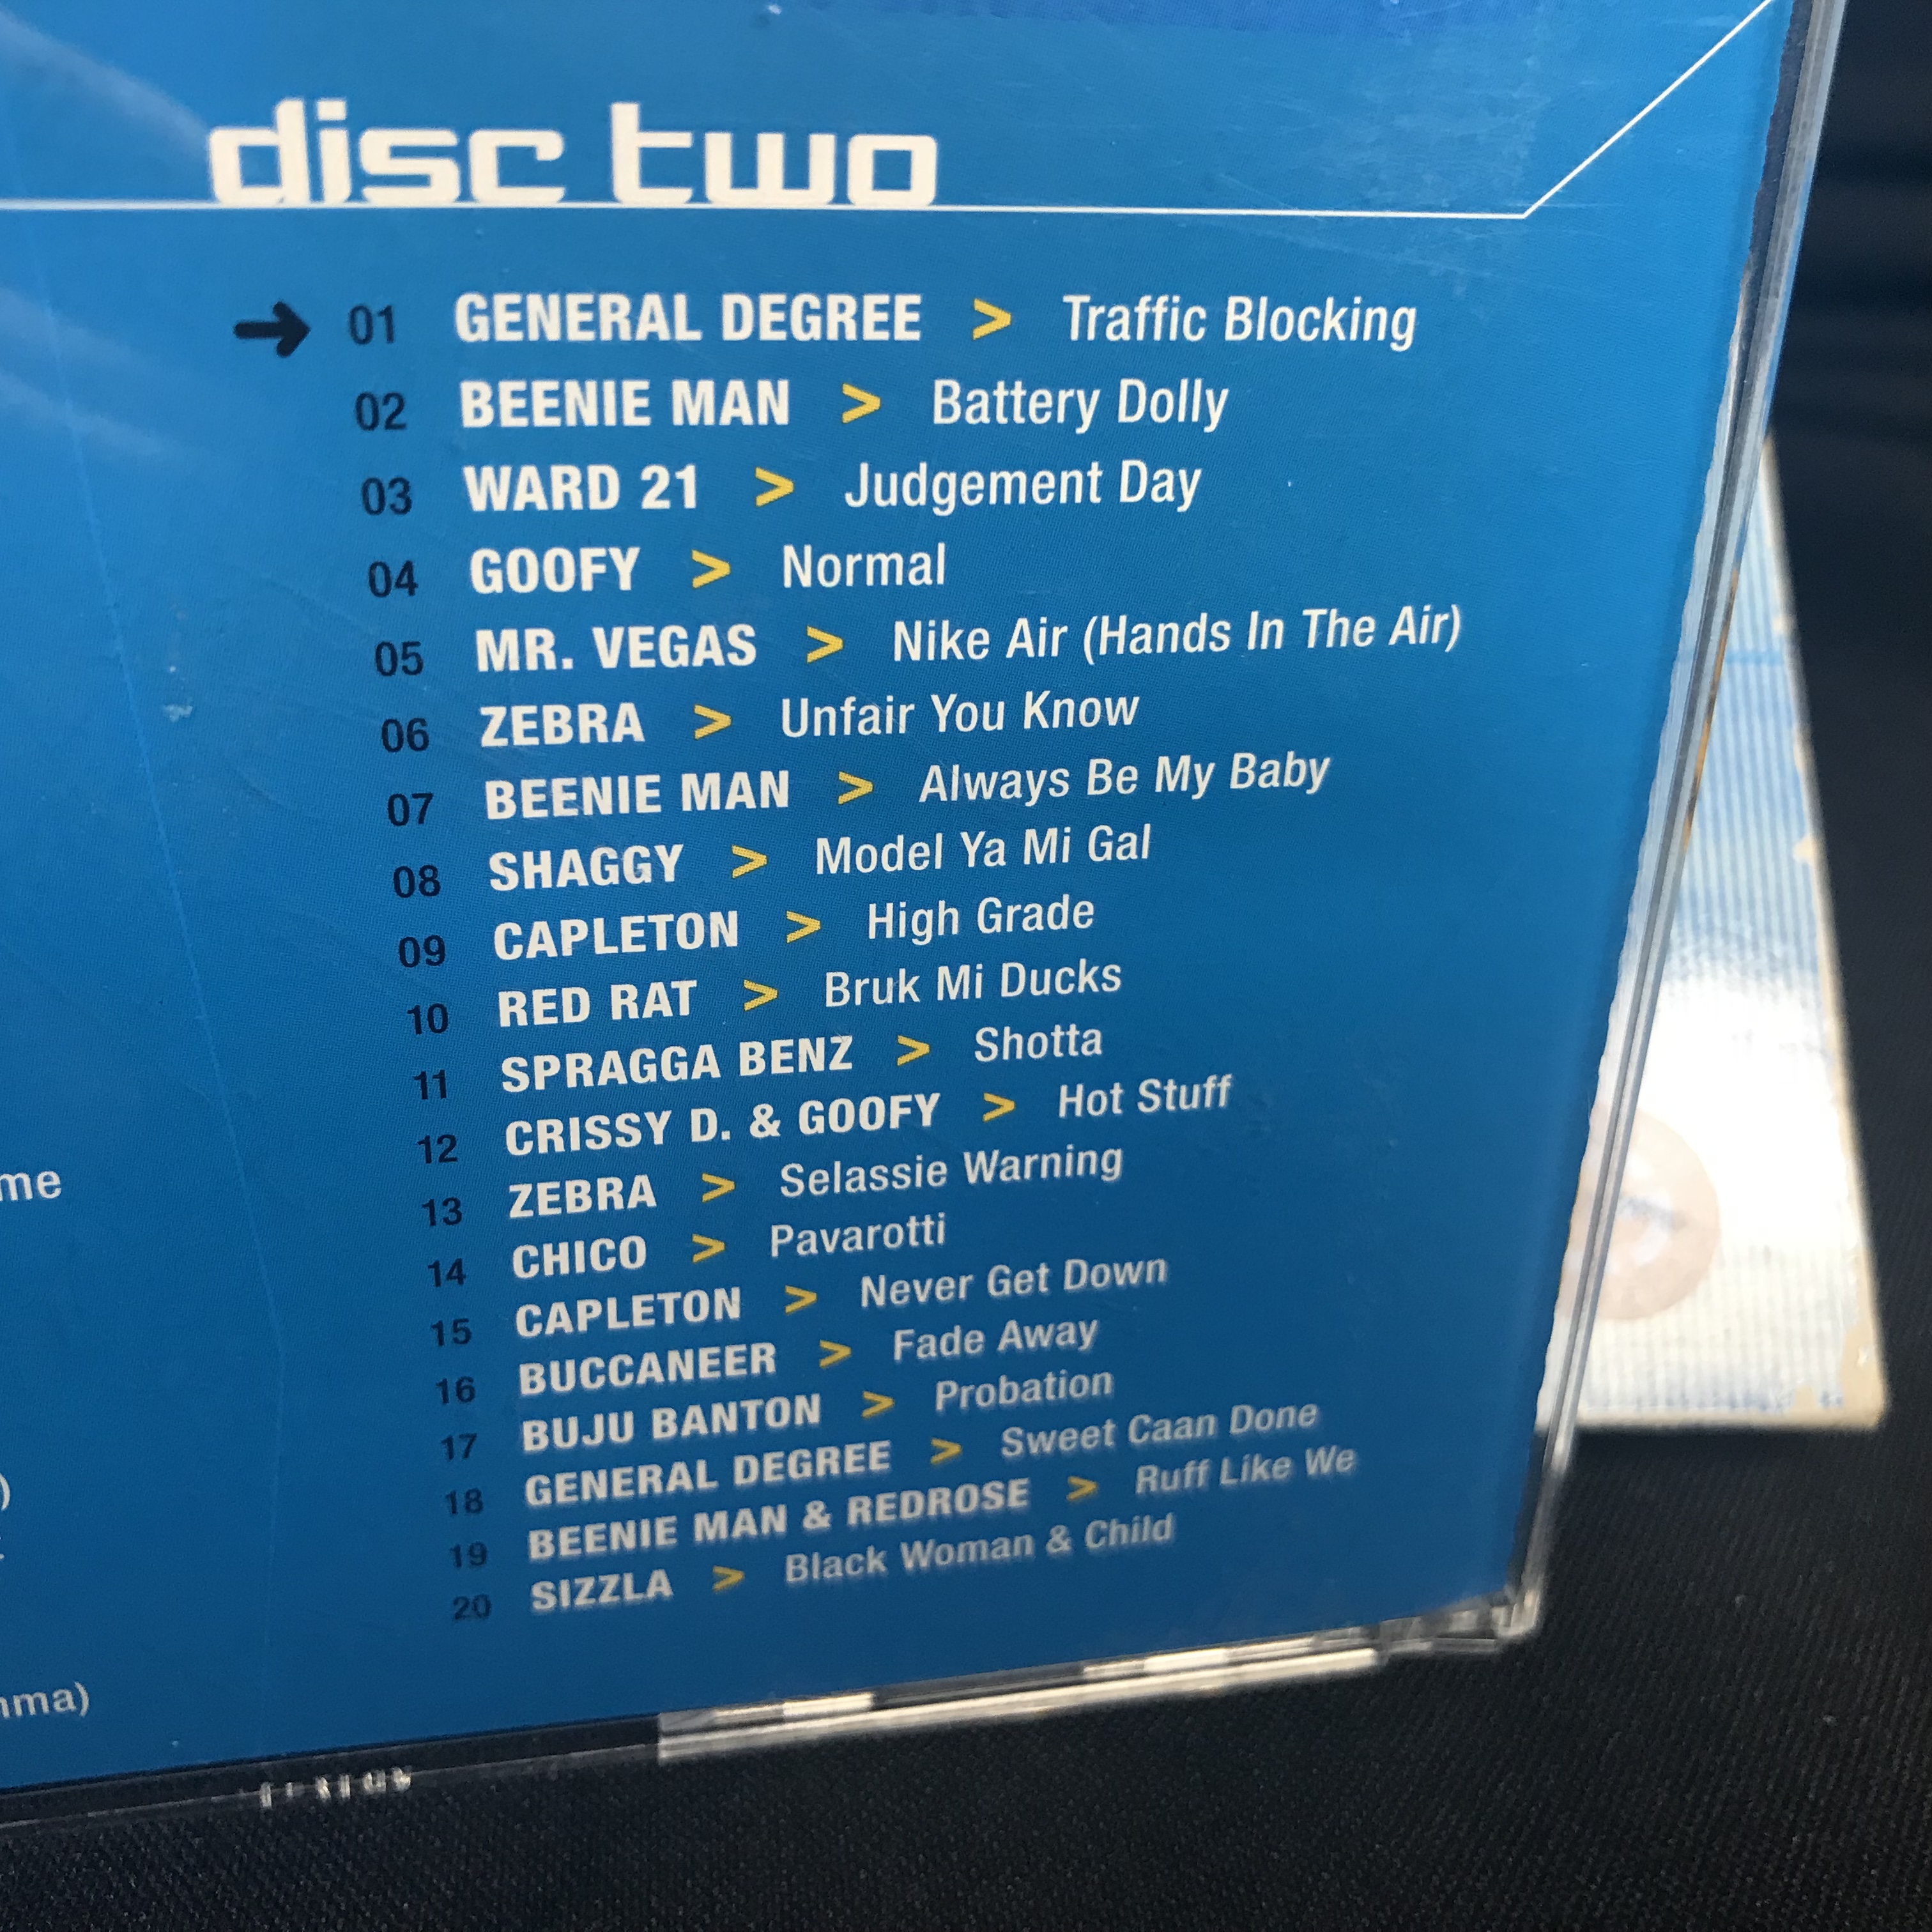 disc two
→ 01 GENERAL DEGREE > Traffic Blocking
02 BEENIE MAN > Battery Dolly
03 WARD 21 > Judgement Day
04 GOOFY > Normal
05 MR. VEGAS > Nike Air (Hands In The Air)
06 ZEBRA > Unfair You Know
07 BEENIE MAN > Always Be My Baby
08 SHAGGY > Model Ya Mi Gal
09 CAPLETON > High Grade
10 RED RAT > Bruk Mi Ducks
11 SPRAGGA BENZ > Shotta
12 CRISSY D. & GOOFY > Hot Stuff
13 ZEBRA > Selassie Warning
14 CHICO > Pavarotti
15 CAPLETON > Never Get Down
16 BUCCANEER > Fade Away
17 BUJU BANTON > Probation
18 GENERAL DEGREE > Sweet Caan Done
19 BEENIE MAN & REDROSE > Ruff Like We
20 SIZZLA > Black Woman & Child